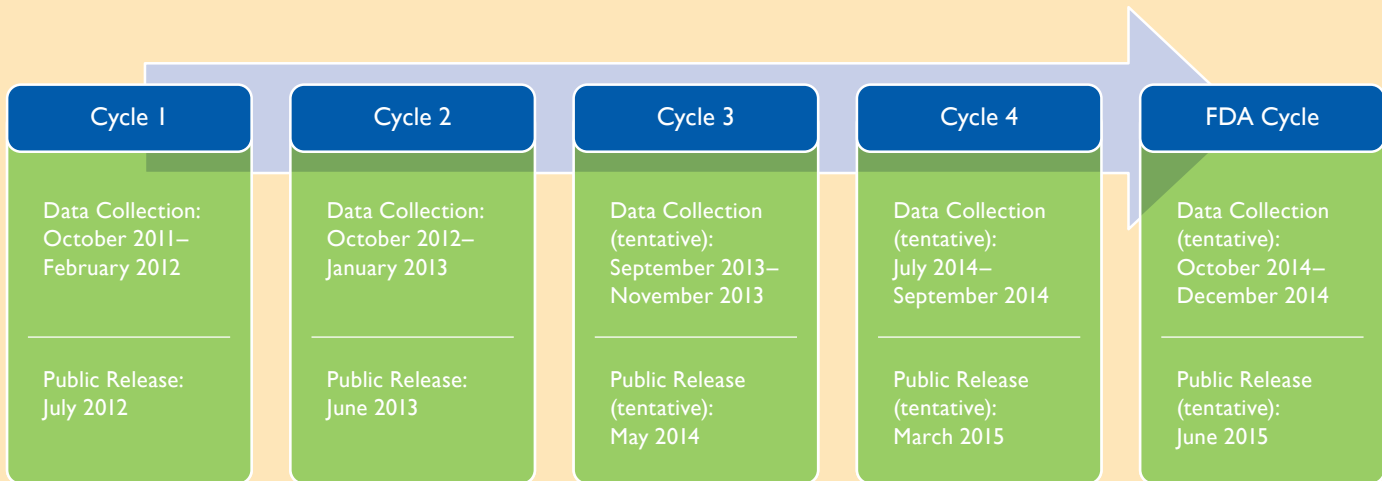 Cycle 1
Data Collection:
October 2011–
February 2012
Public Release:
July 2012
Cycle 2
Data Collection:
October 2012–
January 2013
Public Release:
June 2013
Cycle 3
Data Collection
(tentative):
September 2013–
November 2013
Public Release
(tentative):
May 2014
Cycle 4
Data Collection
(tentative):
July 2014–
September 2014
Public Release
(tentative):
March 2015
FDA Cycle
Data Collection
(tentative):
October 2014–
December 2014
Public Release
(tentative):
June 2015